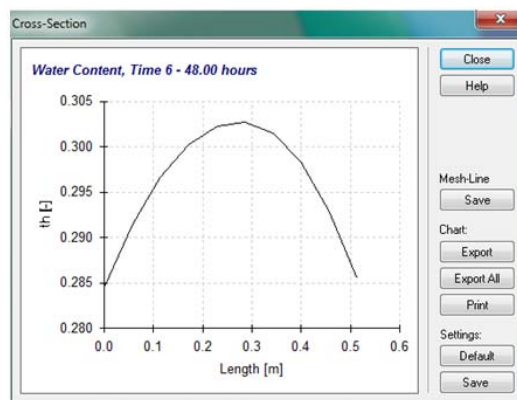 Cross-Section
Water Content, Time 6 - 48.00 hours
0.305
0.300
0.295
0.290
0.285
0.280
th [-]
0.0 0.1 0.2 0.3 0.4 0.5 0.6
Length [m]
Close
Help
Mesh-Line
Save
Chart:
Export
Export All
Print
Settings:
Default
Save